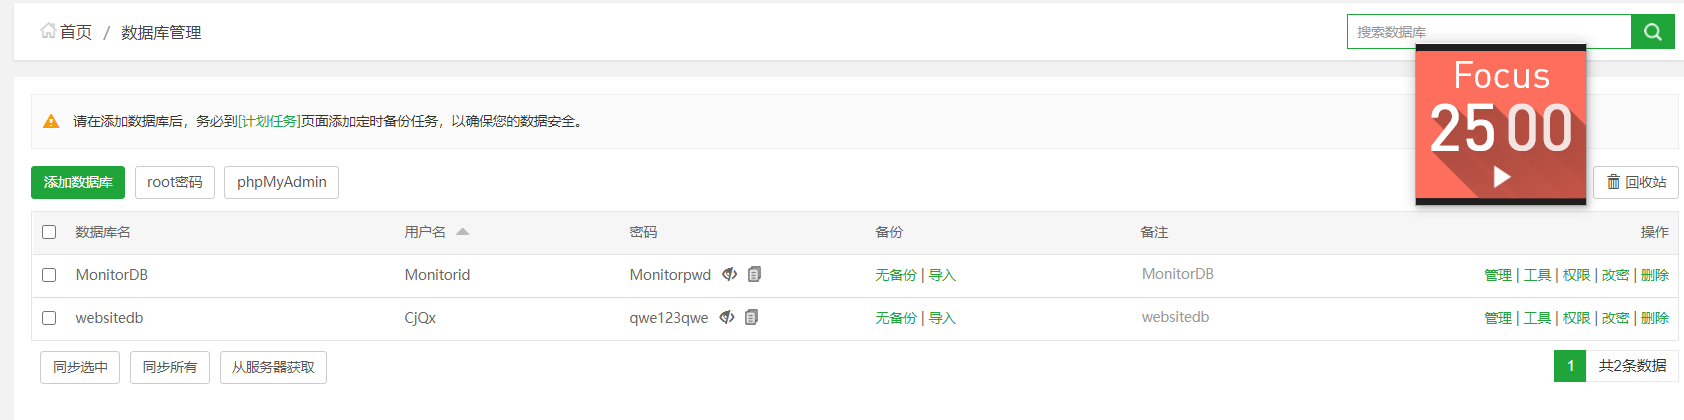 首页 / 数据库管理
搜索数据库
Focus
25 00
请在添加数据库后，务必到[计划任务]页面添加定时备份任务，以确保您的数据安全。
添加数据库 root密码 phpMyAdmin 回收站
数据库名 用户名 密码 备份 备注 操作
MonitorDB Monitorid Monitorpwd 无备份 | 导入 MonitorDB 管理 | 工具 | 权限 | 改密 | 删除
websitedb CjQx qwe123qwe 无备份 | 导入 websitedb 管理 | 工具 | 权限 | 改密 | 删除
同步选中 同步所有 从服务器获取 1 共2条数据